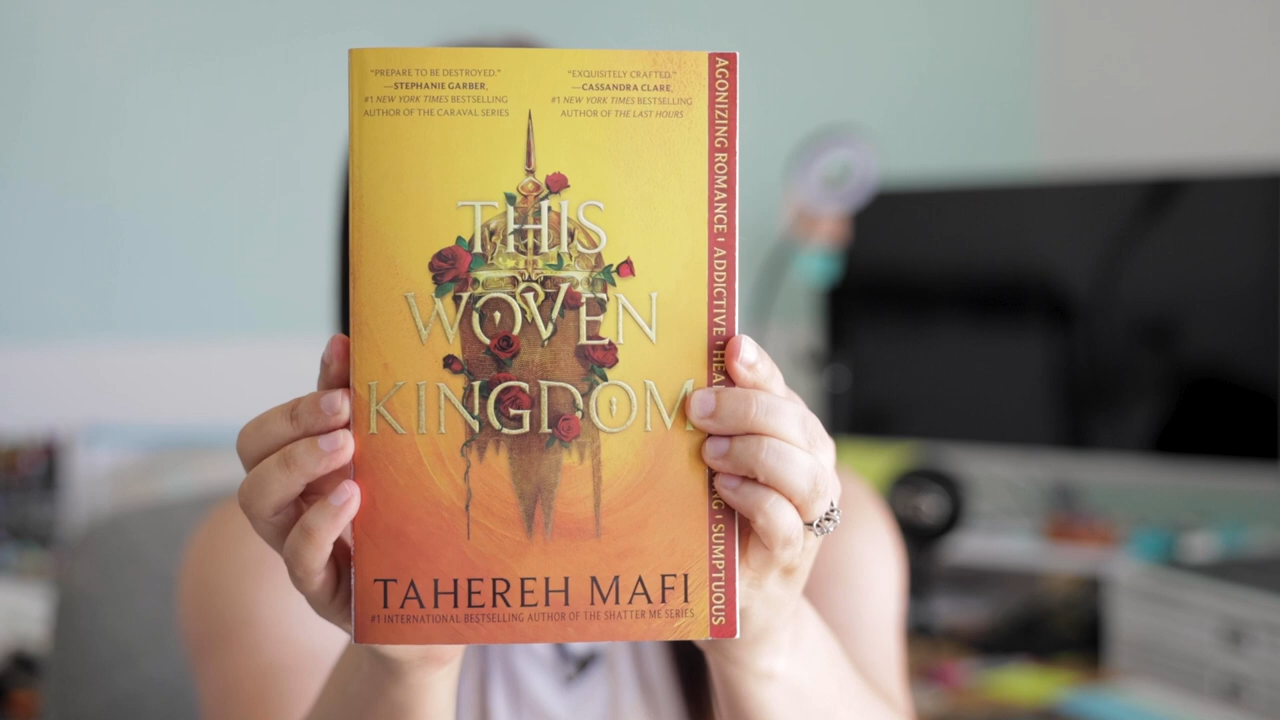 “PREPARE TO BE DESTROYED.”
—STEPHANIE GARBER,
#1 NEW YORK TIMES BESTSELLING
AUTHOR OF THE CARAVAL SERIES
“EXQUISITELY CRAFTED.”
—CASSANDRA CLARE,
#1 NEW YORK TIMES BESTSELLING
AUTHOR OF THE LAST HOURS
THIS
WOVEN
KINGDOM
TAHEREH MAFI
#1 INTERNATIONAL BESTSELLING AUTHOR OF THE SHATTER ME SERIES
AGONIZING ROMANCE ADDICTIVE SUMPTUOUS